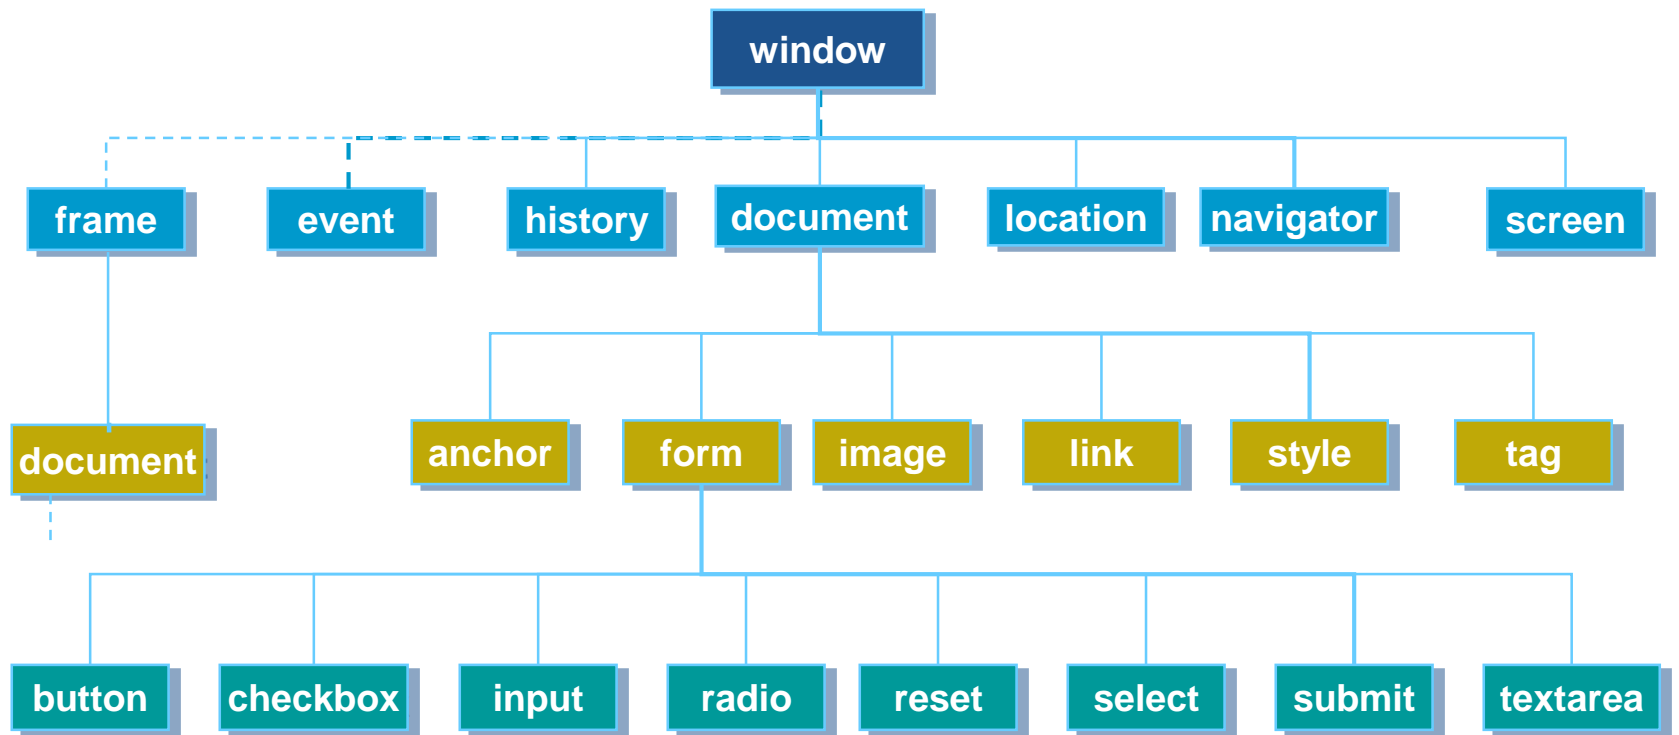 window
frame
event
history
document
location
navigator
screen
document
anchor
form
image
link
style
tag
button
checkbox
input
radio
reset
select
submit
textarea